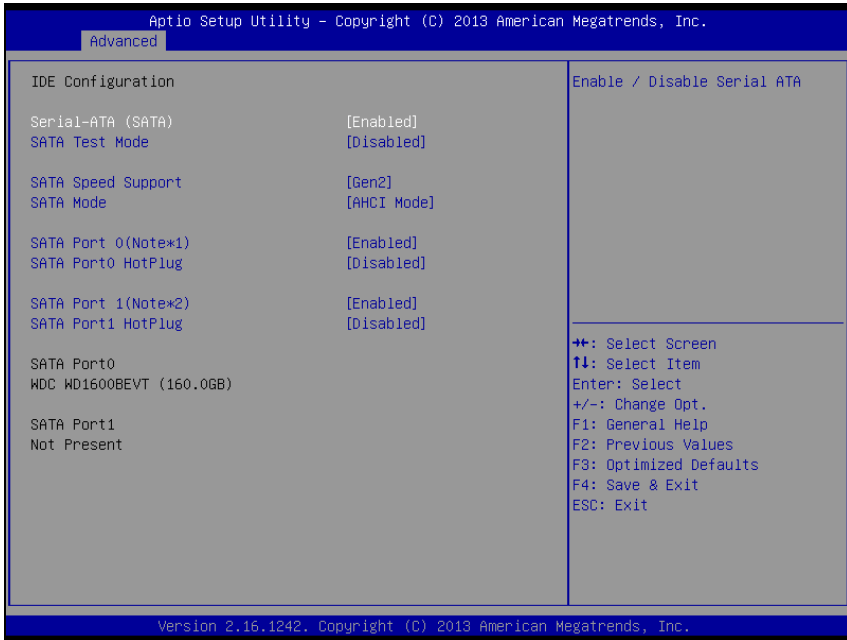 Aptio Setup Utility – Copyright (C) 2013 American Megatrends, Inc.
Advanced
IDE Configuration
Serial-ATA (SATA) [Enabled]
SATA Test Mode [Disabled]
SATA Speed Support [Gen2]
SATA Mode [AHCI Mode]
SATA Port 0(Note*1) [Enabled]
SATA Port0 HotPlug [Disabled]
SATA Port 1(Note*2) [Enabled]
SATA Port1 HotPlug [Disabled]
SATA Port0
WDC WD1600BEVT (160.0GB)
SATA Port1
Not Present
Enable / Disable Serial ATA
→←: Select Screen
↑↓: Select Item
Enter: Select
+/-: Change Opt.
F1: General Help
F2: Previous Values
F3: Optimized Defaults
F4: Save & Exit
ESC: Exit
Version 2.16.1242. Copyright (C) 2013 American Megatrends, Inc.